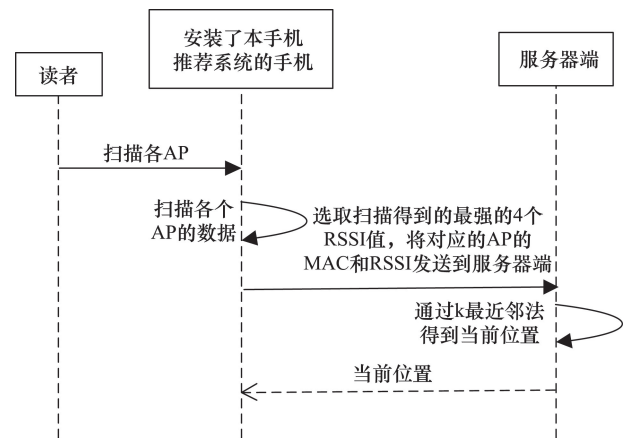 读者
安装了本手机
推荐系统的手机
服务器端
扫描各AP
扫描各个
AP的数据
选取扫描得到的最强的4个
RSSI值，将对应的AP的
MAC和RSSI发送到服务器端
通过k最近邻法
得到当前位置
当前位置